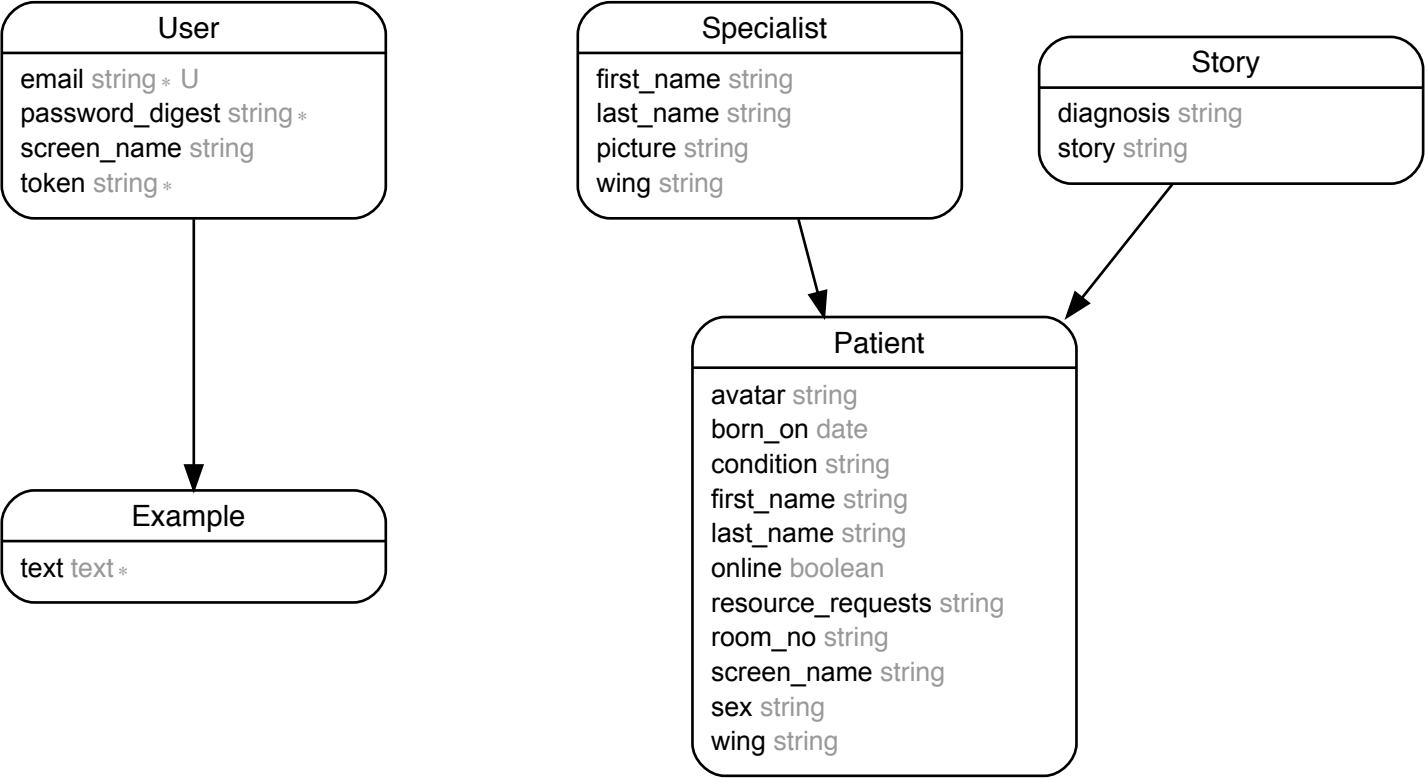 User
email string∗ U
password_digest string∗
screen_name string
token string∗
Specialist
first_name string
last_name string
picture string
wing string
Story
diagnosis string
story string
Example
text text∗
Patient
avatar string
born_on date
condition string
first_name string
last_name string
online boolean
resource_requests string
room_no string
screen_name string
sex string
wing string